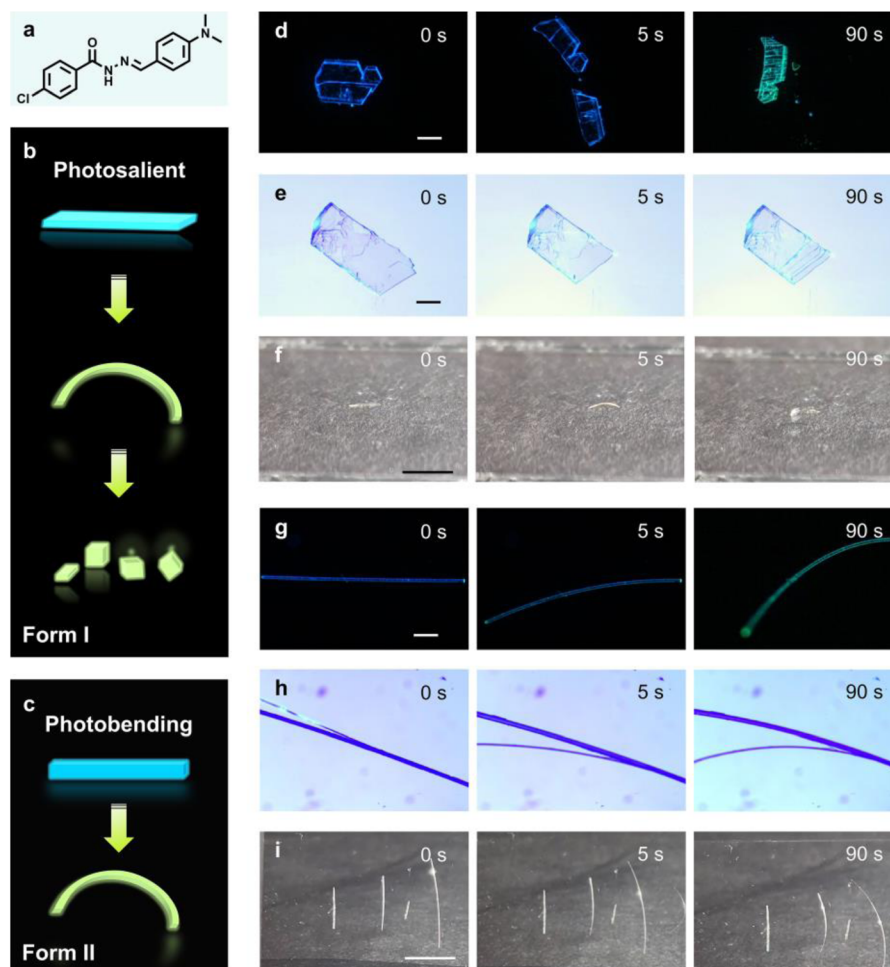 a
O
N
N
H
N
Cl
b
Photosalient
Form I
c
Photobending
Form II
d
0 s
5 s
90 s
e
0 s
5 s
90 s
f
0 s
5 s
90 s
g
0 s
5 s
90 s
h
0 s
5 s
90 s
i
0 s
5 s
90 s